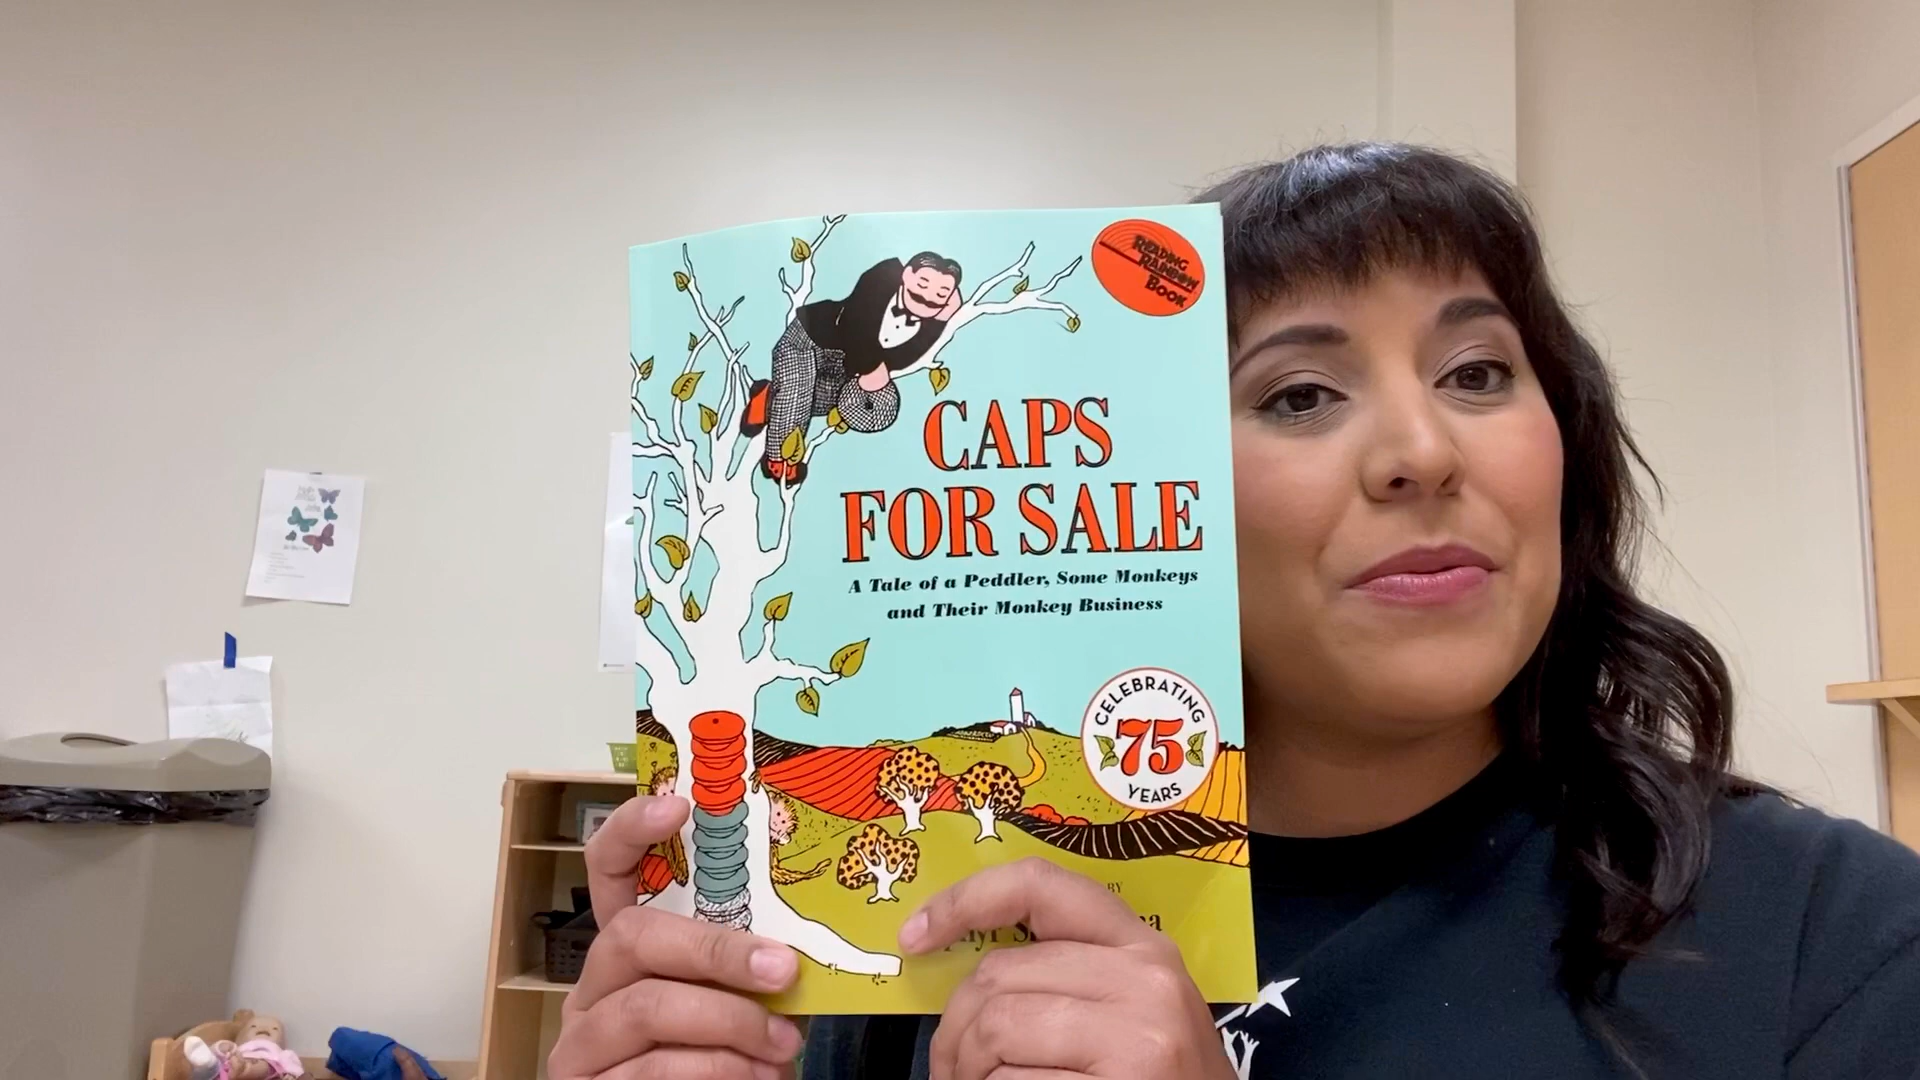 READING
RAINBOW
BOOK
CAPS
FOR SALE
A Tale of a Peddler, Some Monkeys
and Their Monkey Business
CELEBRATING
75
YEARS
BY